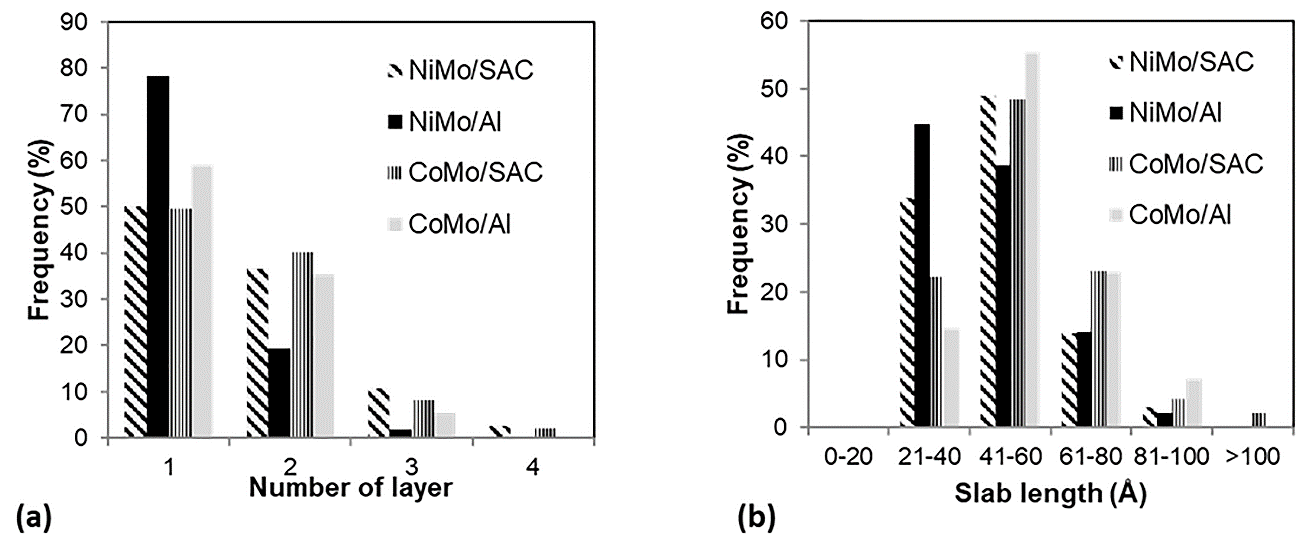 90
80
70
60
50
40
30
20
10
0
Frequency (%)
NiMo/SAC
NiMo/Al
CoMo/SAC
CoMo/Al
1 2 3 4
Number of layer
(a)
60
50
40
30
20
10
0
Frequency (%)
NiMo/SAC
NiMo/Al
CoMo/SAC
CoMo/Al
0-20 21-40 41-60 61-80 81-100 >100
Slab length (Å)
(b)